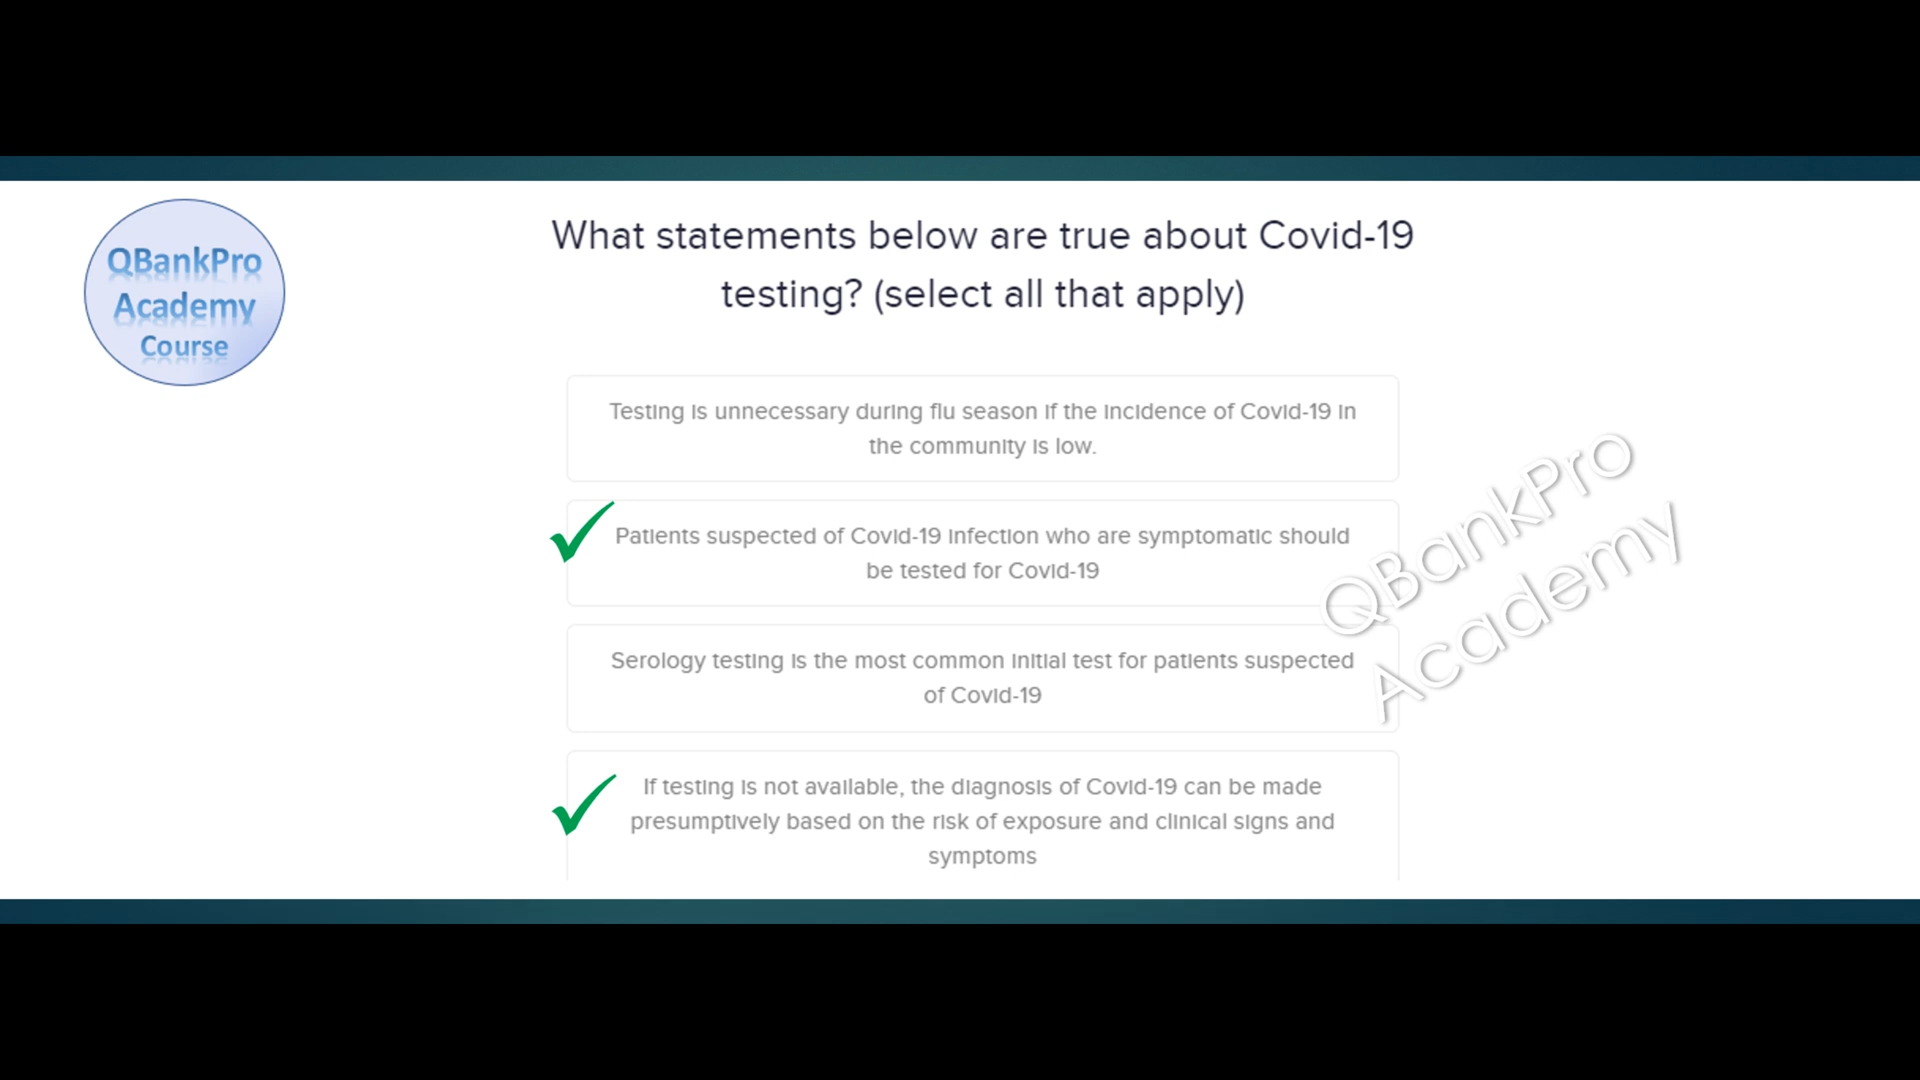 QBankPro
Academy
Course
What statements below are true about Covid-19
testing? (select all that apply)
Testing is unnecessary during flu season if the incidence of Covid-19 in
the community is low.
Patients suspected of Covid-19 infection who are symptomatic should
be tested for Covid-19
Serology testing is the most common initial test for patients suspected
of Covid-19
If testing is not available, the diagnosis of Covid-19 can be made
presumptively based on the risk of exposure and clinical signs and
symptoms
QBankPro
Academy